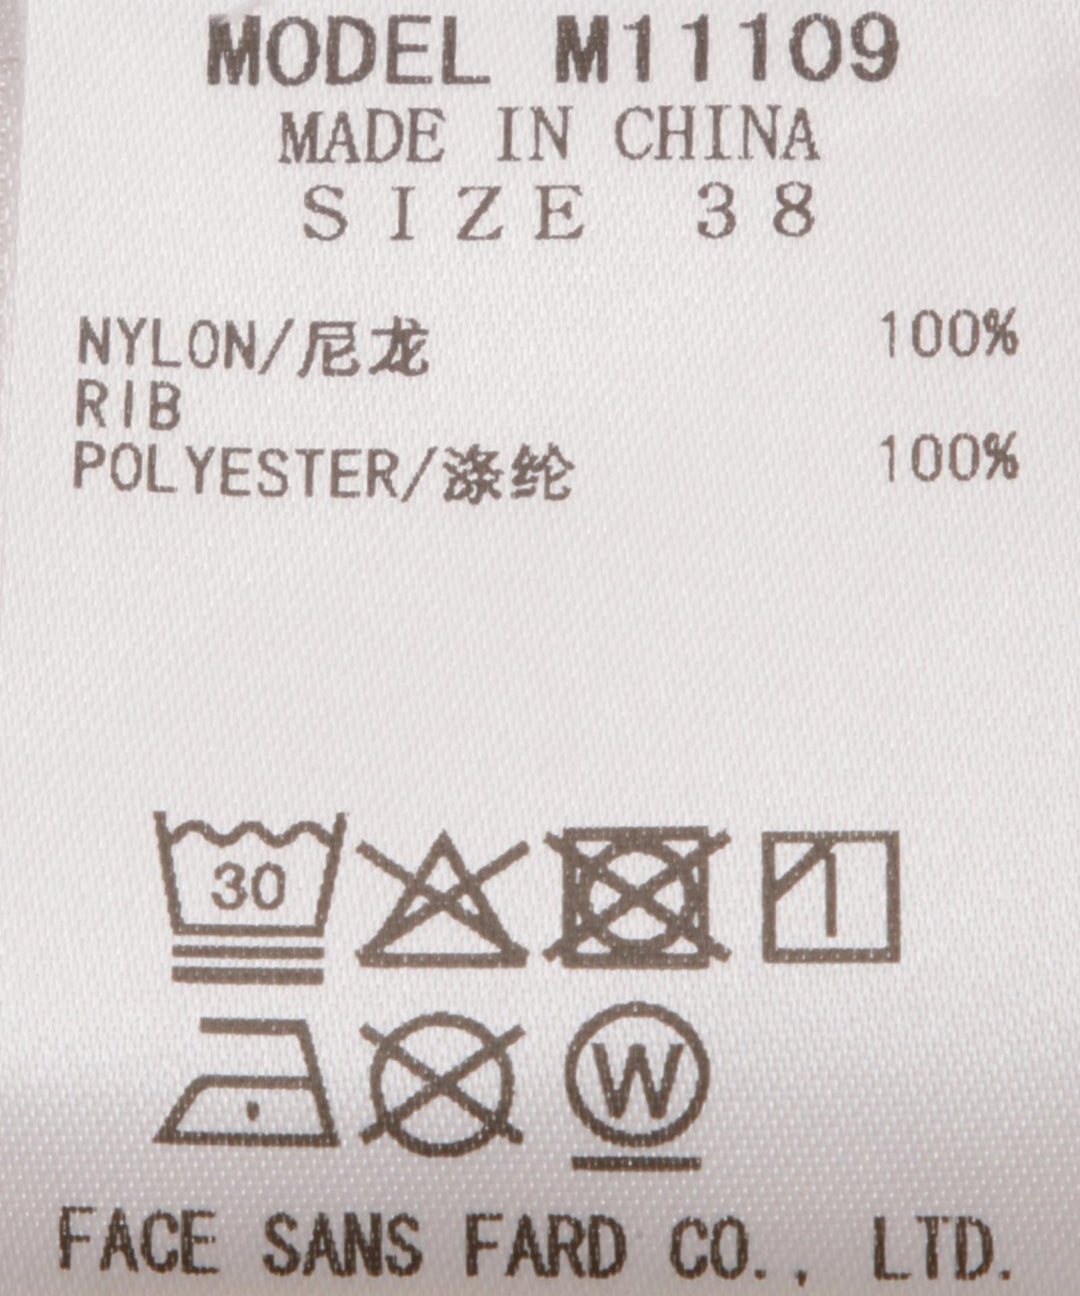 MODEL M11109
MADE IN CHINA
SIZE 38
NYLON/尼龙 100%
RIB
POLYESTER/涤纶 100%
30
W
FACE SANS FARD CO., LTD.